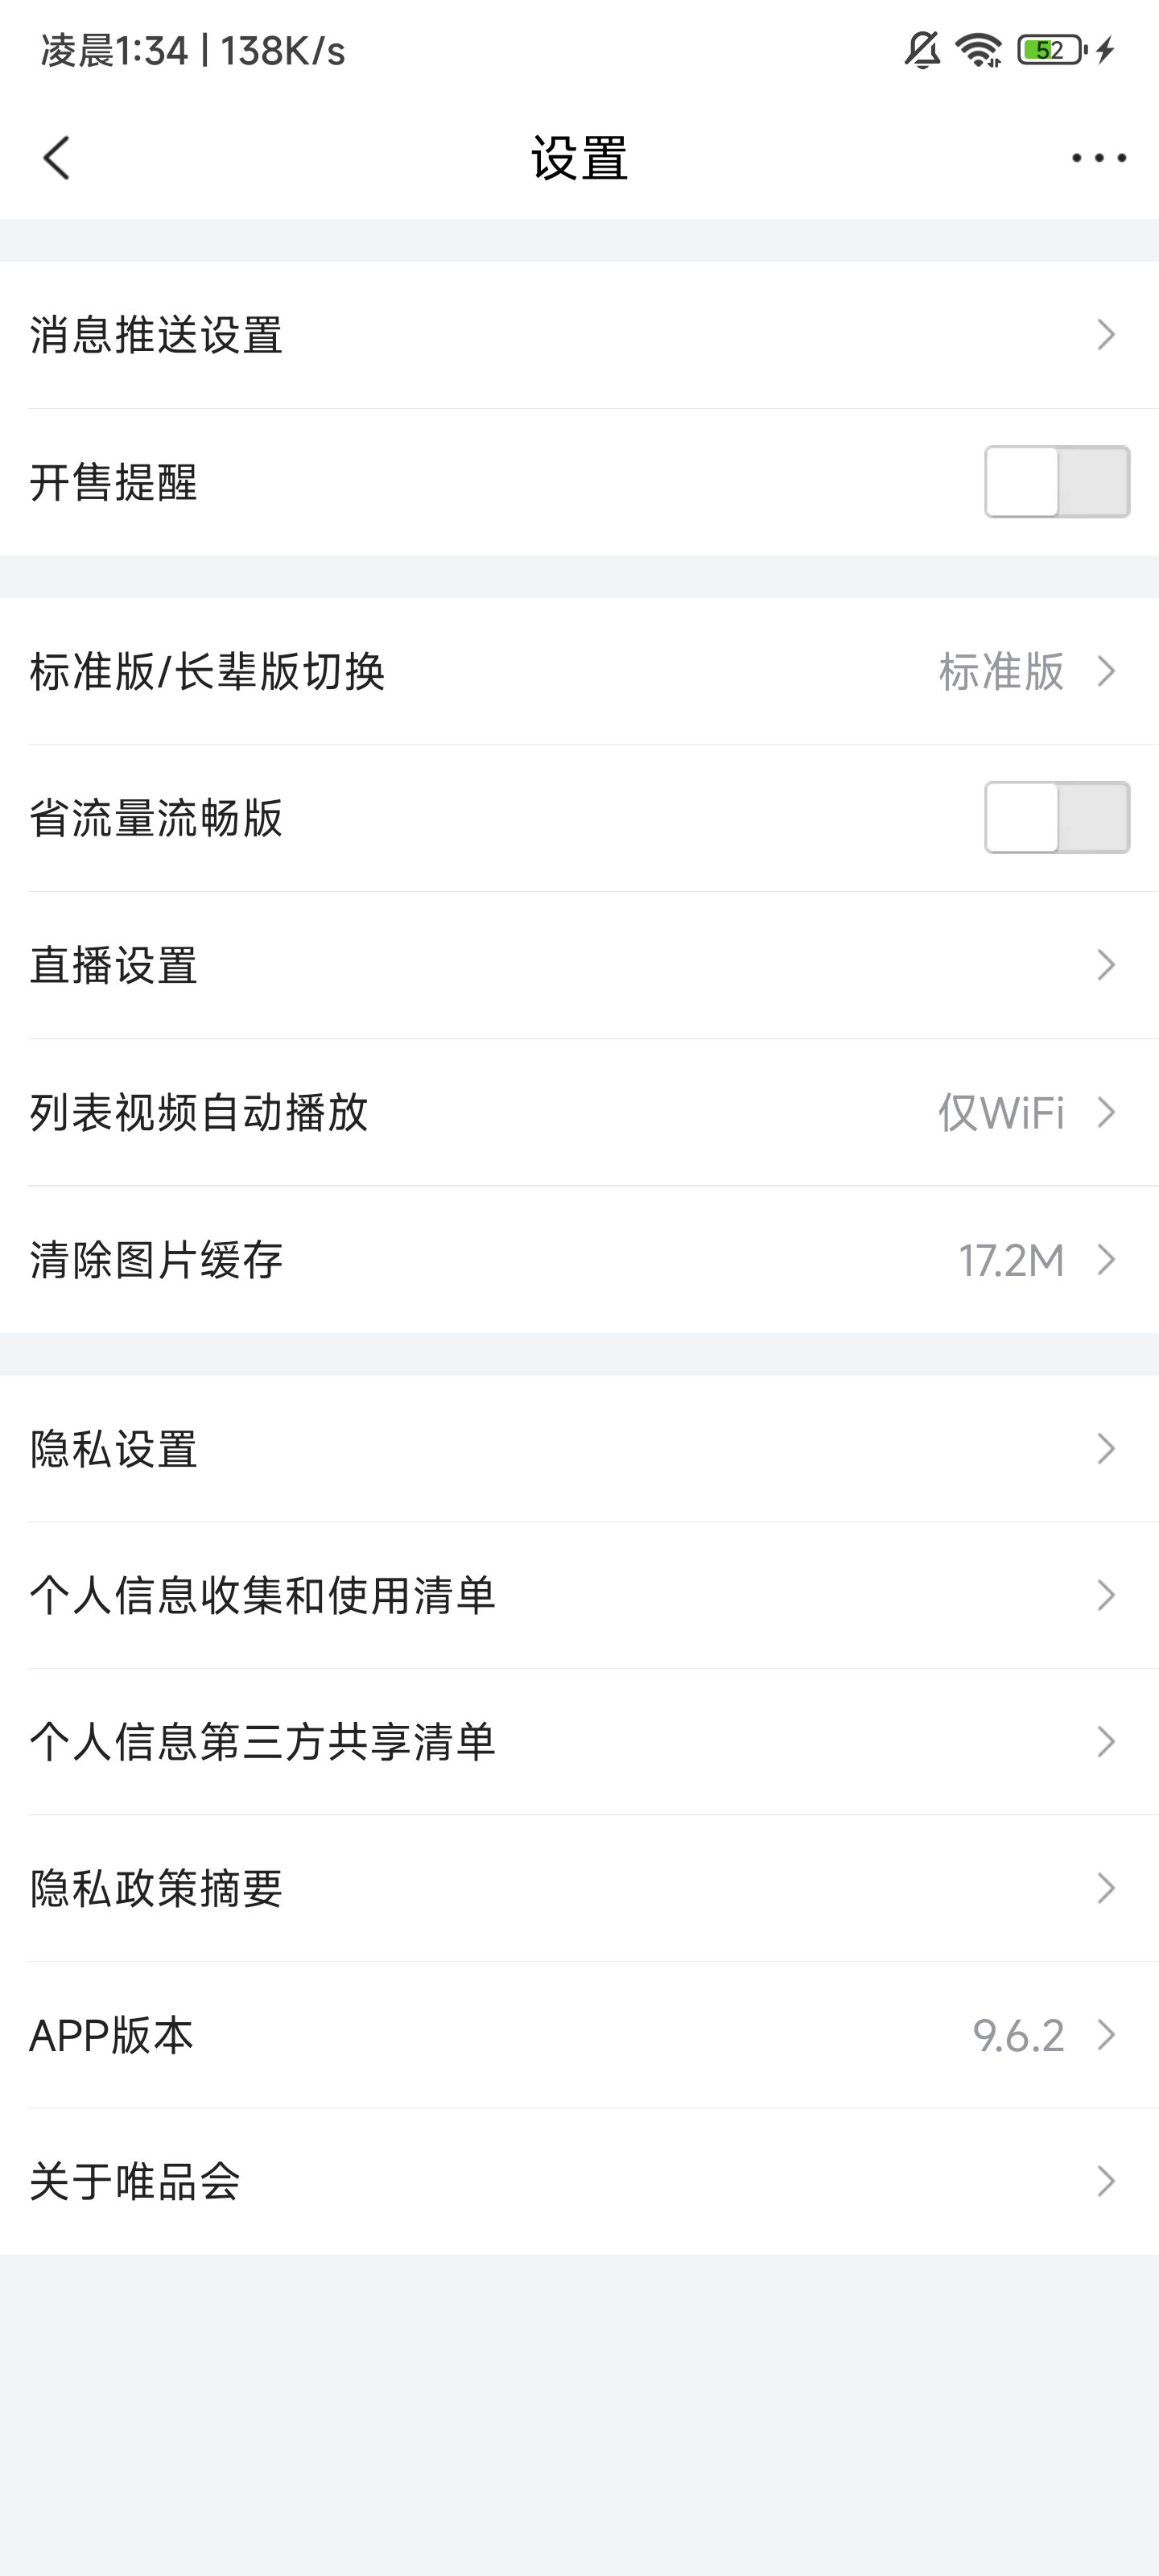 凌晨1:34 | 138K/s 52
设置
消息推送设置
开售提醒
标准版/长辈版切换 标准版
省流量流畅版
直播设置
列表视频自动播放 仅WiFi
清除图片缓存 17.2M
隐私设置
个人信息收集和使用清单
个人信息第三方共享清单
隐私政策摘要
APP版本 9.6.2
关于唯品会